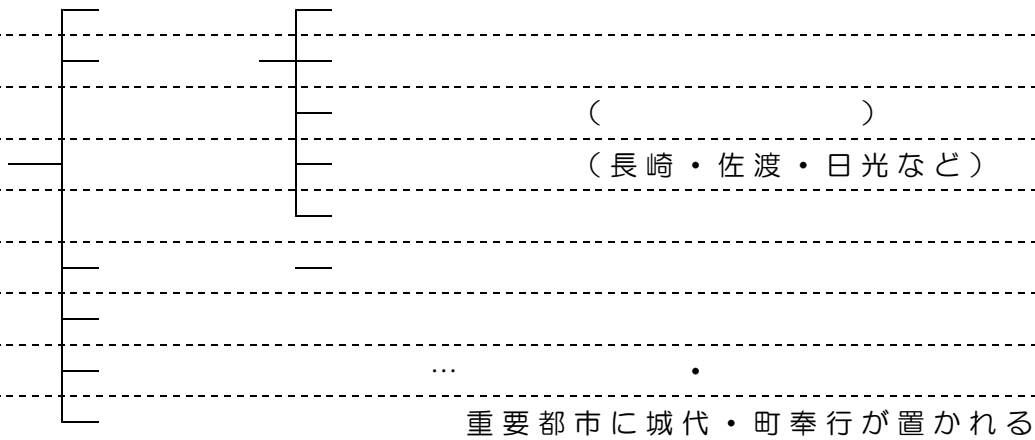 （　　　　　　　）
（長崎・佐渡・日光など）
…　　　　　　・
重要都市に城代・町奉行が置かれる